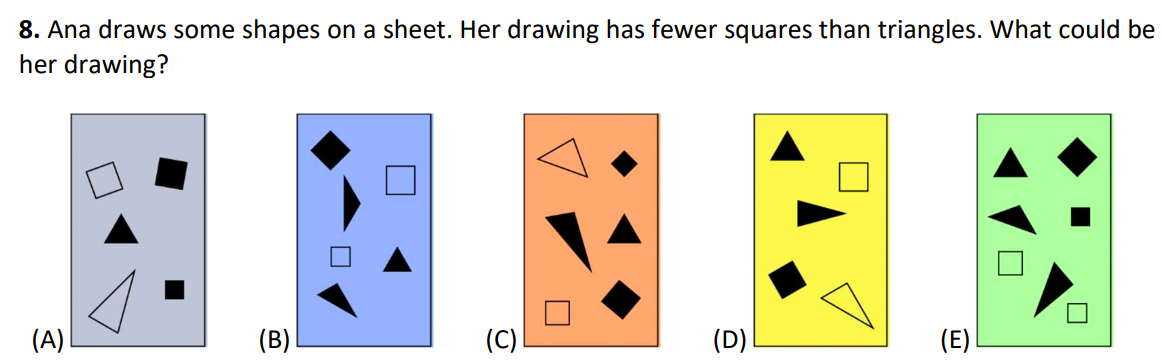 8. Ana draws some shapes on a sheet. Her drawing has fewer squares than triangles. What could be
her drawing?
(A) (B) (C) (D) (E)